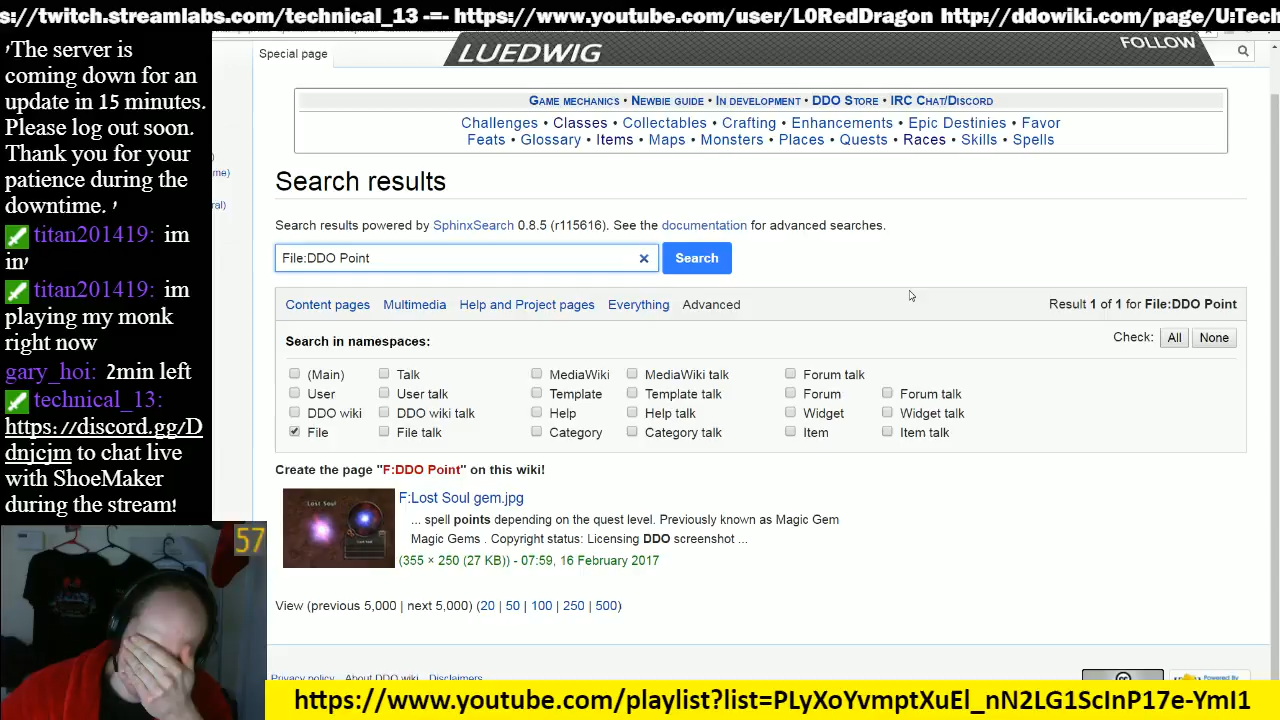 s://twitch.streamlabs.com/technical_13 -=- https://www.youtube.com/user/L0RedDragon http://ddowiki.com/page/U:Tech
'The server is
coming down for an
update in 15 minutes.
Please log out soon.
Thank you for your
patience during the
downtime. '
titan201419: im
in'
titan201419: im
playing my monk
right now
gary_hoi: 2min left
technical_13:
https://discord.gg/D
dnjcjm to chat live
with ShoeMaker
during the stream!
57
me)
ral)
Special page
LUEDWIG
FOLLOW
Game mechanics • Newbie guide • In development • DDO Store • IRC Chat/Discord
Challenges • Classes • Collectables • Crafting • Enhancements • Epic Destinies • Favor
Feats • Glossary • Items • Maps • Monsters • Places • Quests • Races • Skills • Spells
Search results
Search results powered by SphinxSearch 0.8.5 (r115616). See the documentation for advanced searches.
File:DDO Point
Search
Content pages Multimedia Help and Project pages Everything Advanced
Result 1 of 1 for File:DDO Point
Search in namespaces:
Check: All None
(Main) Talk MediaWiki MediaWiki talk Forum talk
User User talk Template Template talk Forum Forum talk
DDO wiki DDO wiki talk Help Help talk Widget Widget talk
File File talk Category Category talk Item Item talk
Create the page "F:DDO Point" on this wiki!
Lost Soul
F:Lost Soul gem.jpg
... spell points depending on the quest level. Previously known as Magic Gem
Magic Gems . Copyright status: Licensing DDO screenshot ...
(355 × 250 (27 KB)) - 07:59, 16 February 2017
View (previous 5,000 | next 5,000) (20 | 50 | 100 | 250 | 500)
Privacy policy About DDO wiki Disclaimers
Powered By
https://www.youtube.com/playlist?list=PLyXoYvmptXuEl_nN2LG1ScInP17e-YmI1